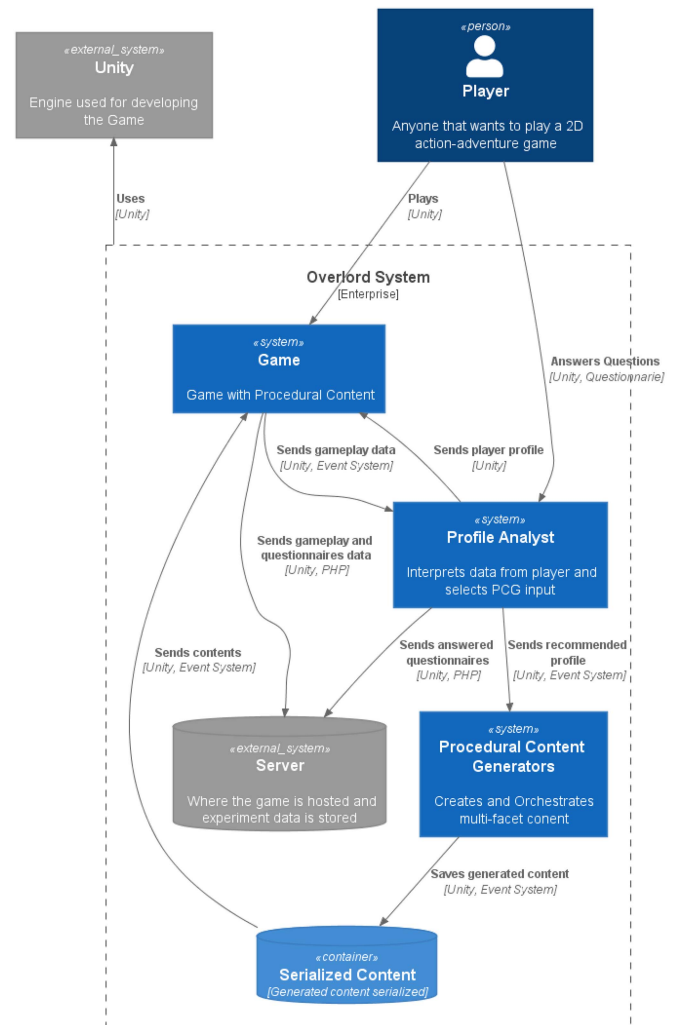 «external_system»
Unity
Engine used for developing
the Game
«person»
Player
Anyone that wants to play a 2D
action-adventure game
Uses
[Unity]
Plays
[Unity]
Overlord System
[Enterprise]
«system»
Game
Game with Procedural Content
Answers Questions
[Unity, Questionnarie]
Sends gameplay data
[Unity, Event System]
Sends player profile
[Unity]
«system»
Profile Analyst
Interprets data from player and
selects PCG input
Sends gameplay and
questionnaires data
[Unity, PHP]
Sends contents
[Unity, Event System]
Sends answered
questionnaires
[Unity, PHP]
Sends recommended
profile
[Unity, Event System]
«external_system»
Server
Where the game is hosted and
experiment data is stored
«system»
Procedural Content
Generators
Creates and Orchestrates
multi-facet conent
Saves generated content
[Unity, Event System]
«container»
Serialized Content
[Generated content serialized]